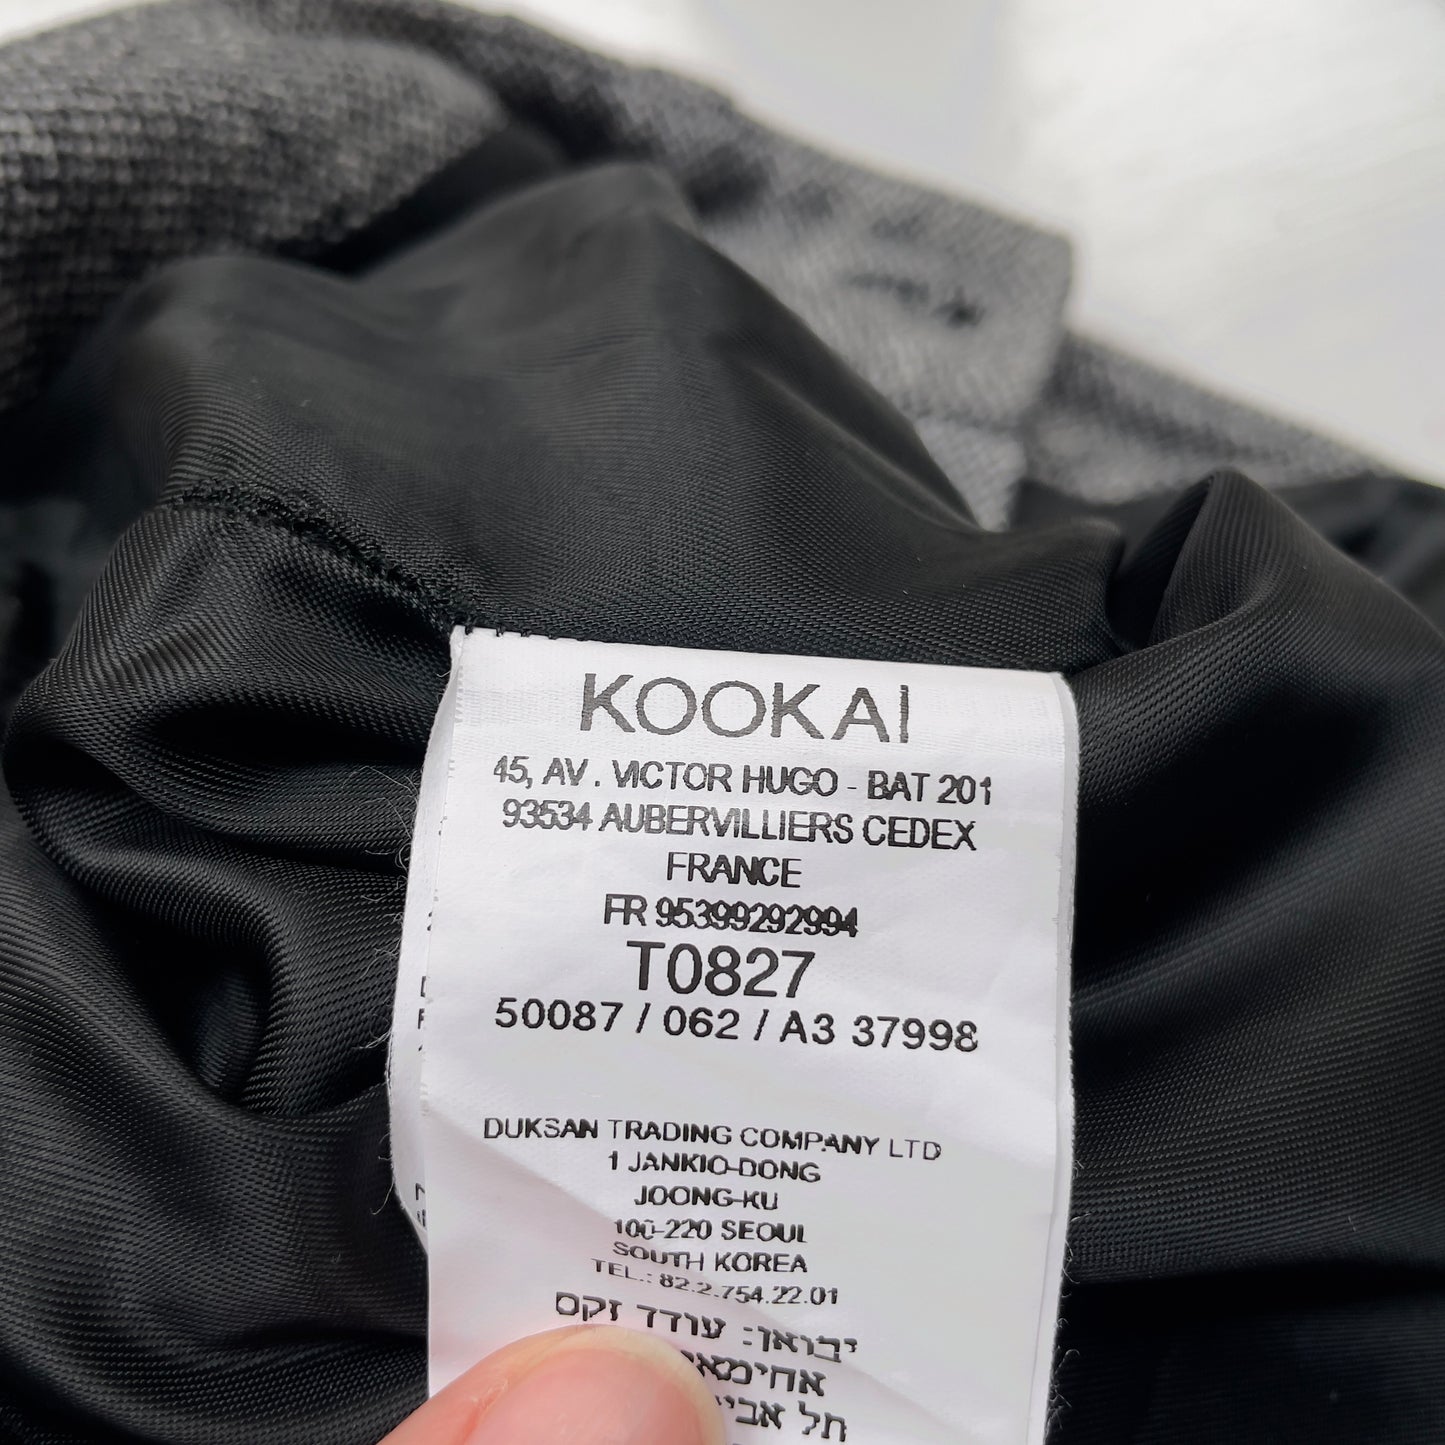 KOOKAÏ
45, AV. VICTOR HUGO - BAT 201
93534 AUBERVILLIERS CEDEX
FRANCE
FR 95399292994
T0827
50087 / 062 / A3 37998
DUKSAN TRADING COMPANY LTD
1 JANKIO-DONG
JOONG-KU
100-220 SEOUL
SOUTH KOREA
TEL.: 82.2.754.22.01
יבואן: עודד זקס